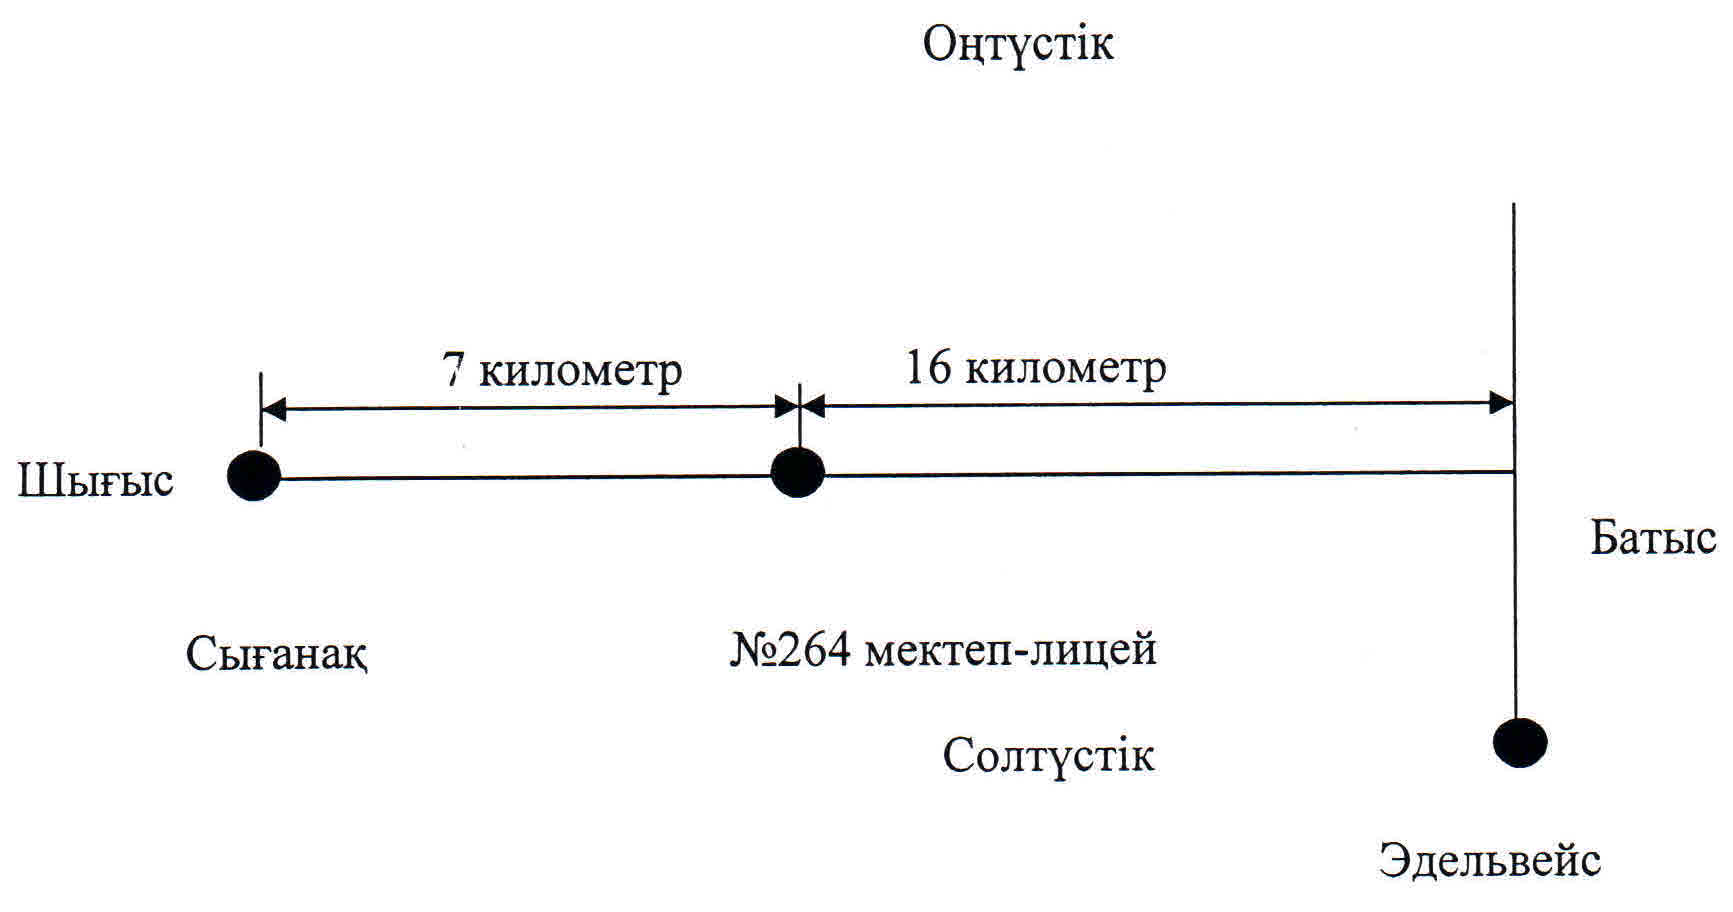 Оңтүстік
7 километр
16 километр
Шығыс
Батыс
Сығанақ
№264 мектеп-лицей
Солтүстік
Эдельвейс